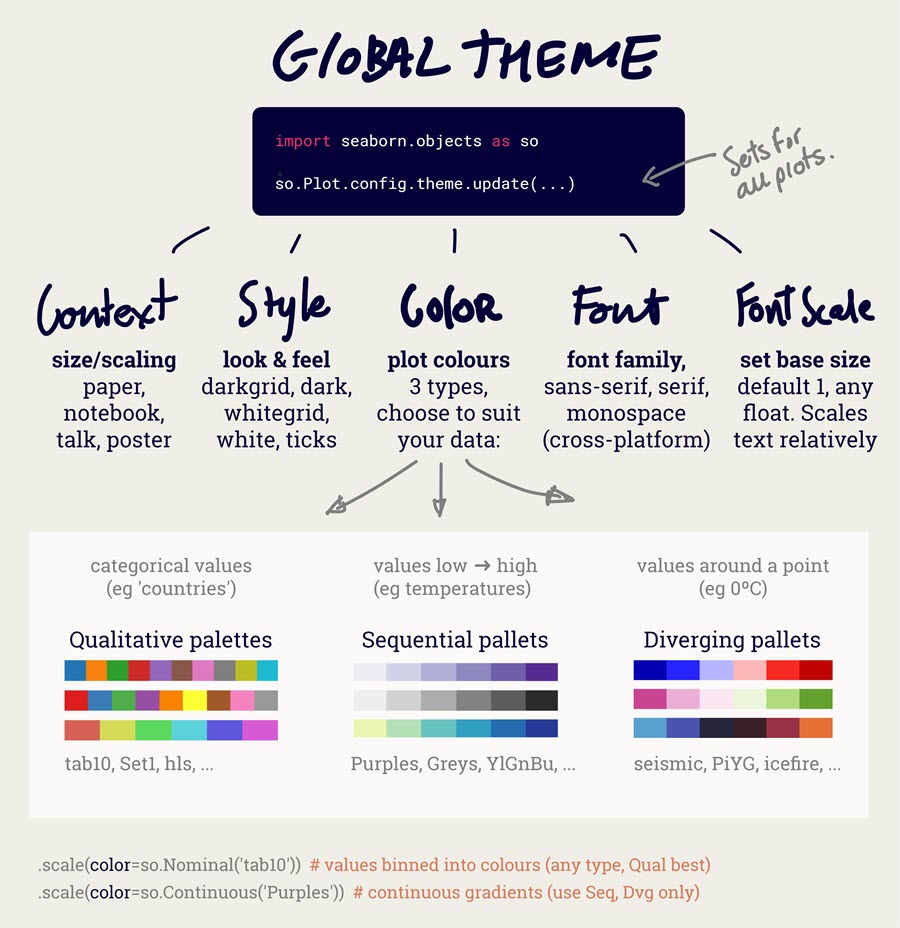 GLOBAL THEME
import seaborn.objects as so
so.Plot.config.theme.update(...)
Sets for
all plots.
Context
size/scaling
paper,
notebook,
talk, poster
Style
look & feel
darkgrid, dark,
whitegrid,
white, ticks
Color
plot colours
3 types,
choose to suit
your data:
Font
font family,
sans-serif, serif,
monospace
(cross-platform)
Font Scale
set base size
default 1, any
float. Scales
text relatively
categorical values
(eg 'countries')
Qualitative palettes
tab10, Set1, hls, ...
values low → high
(eg temperatures)
Sequential pallets
Purples, Greys, YlGnBu, ...
values around a point
(eg 0ºC)
Diverging pallets
seismic, PiYG, icefire, ...
.scale(color=so.Nominal('tab10')) # values binned into colours (any type, Qual best)
.scale(color=so.Continuous('Purples')) # continuous gradients (use Seq, Dvg only)